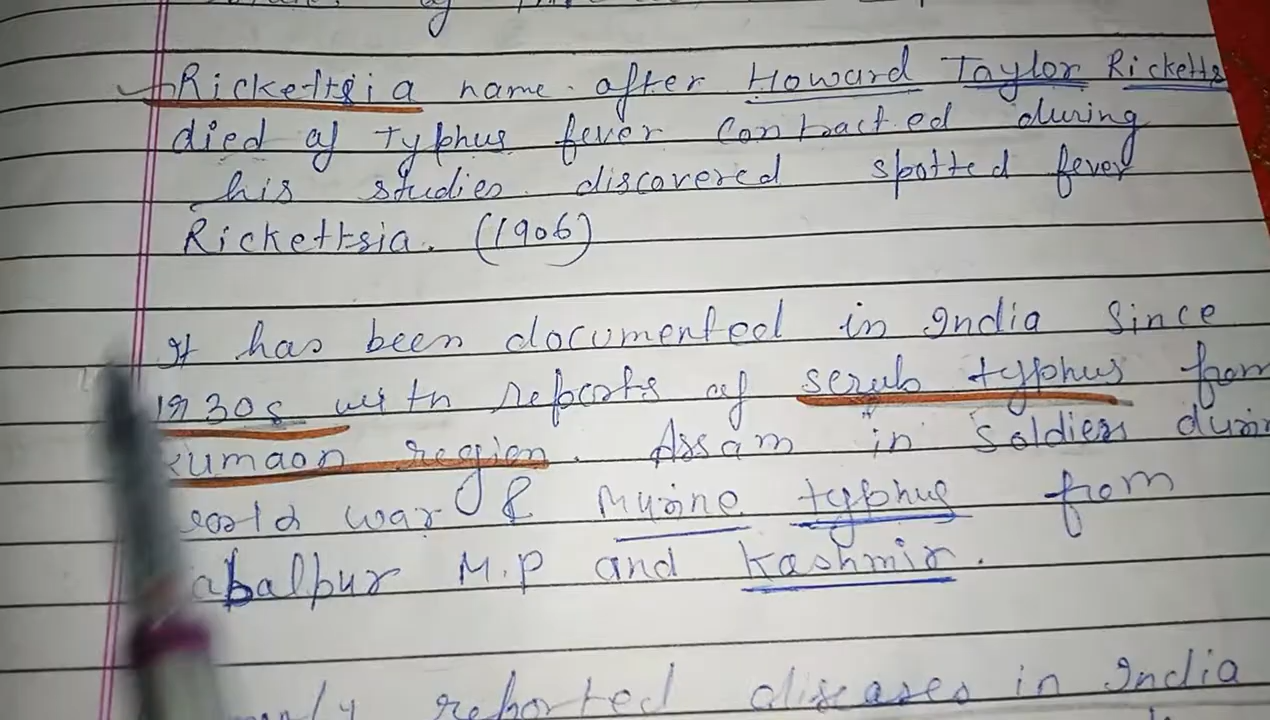 Rickettsia name after Howard Taylor Ricketts
died of Typhus fever contracted during
his studies discovered spotted fever
Rickettsia. (1906)
It has been documented in India Since
1930s with reports of scrub typhus from
kumaon region. Assam in soldiers durin
world war & Murine typhus from
abalpur M.P and Kashmir.
reported diseases in India